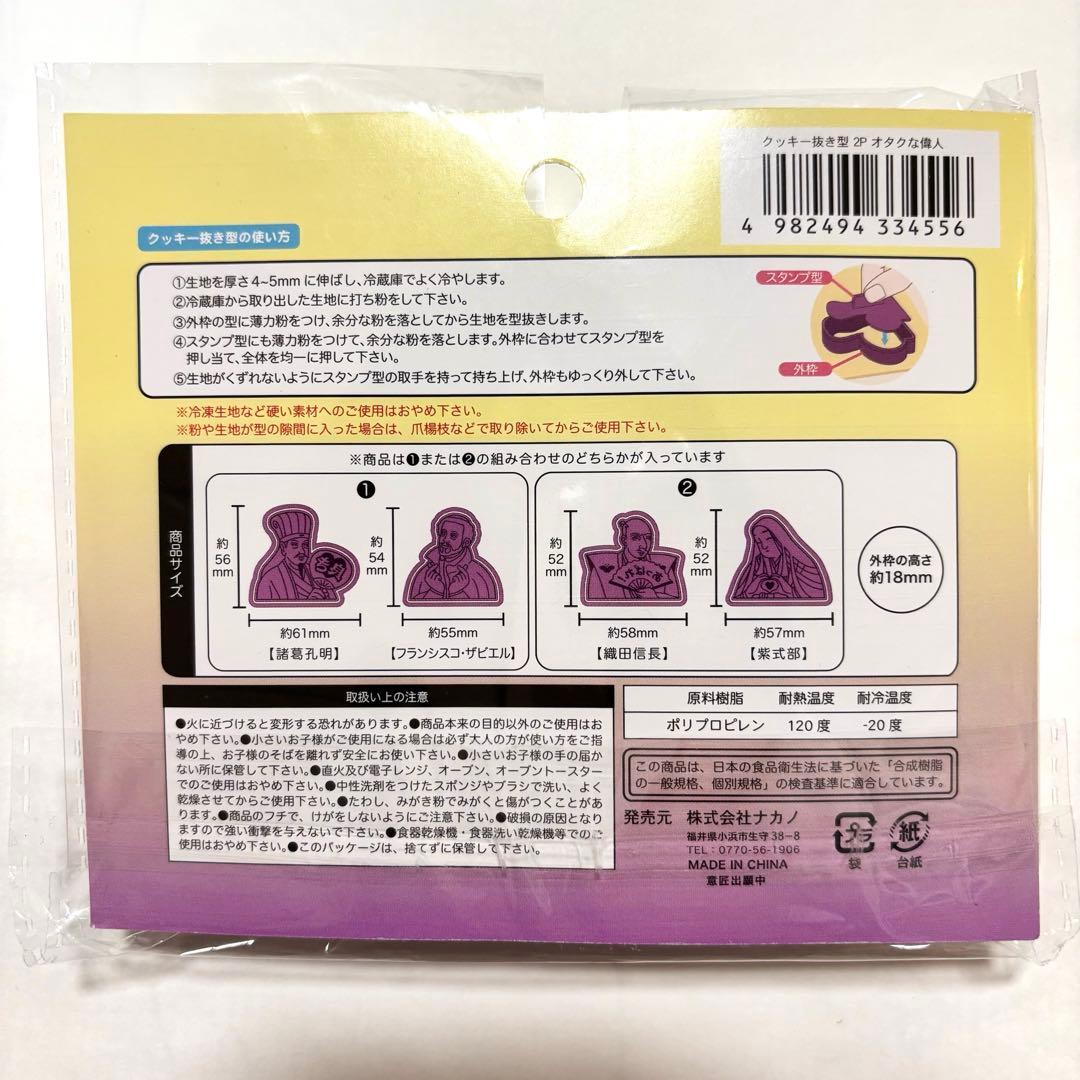 クッキー抜き型 2P オタクな偉人
4 982494 334556
クッキー抜き型の使い方
①生地を厚さ4~5mmに伸ばし、冷蔵庫でよく冷やします。
②冷蔵庫から取り出した生地に打ち粉をして下さい。
③外枠の型に薄力粉をつけ、余分な粉を落としてから生地を型抜きします。
④スタンプ型にも薄力粉をつけて、余分な粉を落とします。外枠に合わせてスタンプ型を
押し当て、全体を均一に押して下さい。
⑤生地がくずれないようにスタンプ型の取手を持って持ち上げ、外枠もゆっくり外して下さい。
スタンプ型
外枠
※冷凍生地など硬い素材へのご使用はおやめ下さい。
※粉や生地が型の隙間に入った場合は、爪楊枝などで取り除いてからご使用下さい。
商品サイズ
※商品は❶または❷の組み合わせのどちらかが入っています
❶
約56mm
約61mm
【諸葛孔明】
約54mm
約55mm
【フランシスコ・ザビエル】
❷
約52mm
約58mm
【織田信長】
約52mm
約57mm
【紫式部】
外枠の高さ
約18mm
取扱い上の注意
●火に近づけると変形する恐れがあります。●商品本来の目的以外のご使用はお
やめ下さい。●小さいお子様がご使用になる場合は必ず大人の方が使い方をご指
導の上、お子様のそばを離れず安全にお使い下さい。●小さいお子様の手の届か
ない所に保管して下さい。●直火及び電子レンジ、オーブン、オーブントースター
でのご使用はおやめ下さい。●中性洗剤をつけたスポンジやブラシで洗い、よく
乾燥させてからご使用下さい。●たわし、みがき粉でみがくと傷がつくことがあ
ります。●商品のフチで、けがをしないようにご注意下さい。●破損の原因となり
ますので強い衝撃を与えないで下さい。●食器乾燥機・食器洗い乾燥機等でのご
使用はおやめ下さい。●このパッケージは、捨てずに保管して下さい。
原料樹脂 耐熱温度 耐冷温度
ポリプロピレン 120度 -20度
この商品は、日本の食品衛生法に基づいた「合成樹脂
の一般規格、個別規格」の検査基準に適合しています。
発売元 株式会社ナカノ
福井県小浜市生守38-8
TEL：0770-56-1906
MADE IN CHINA
意匠出願中
プラ
袋
紙
台紙